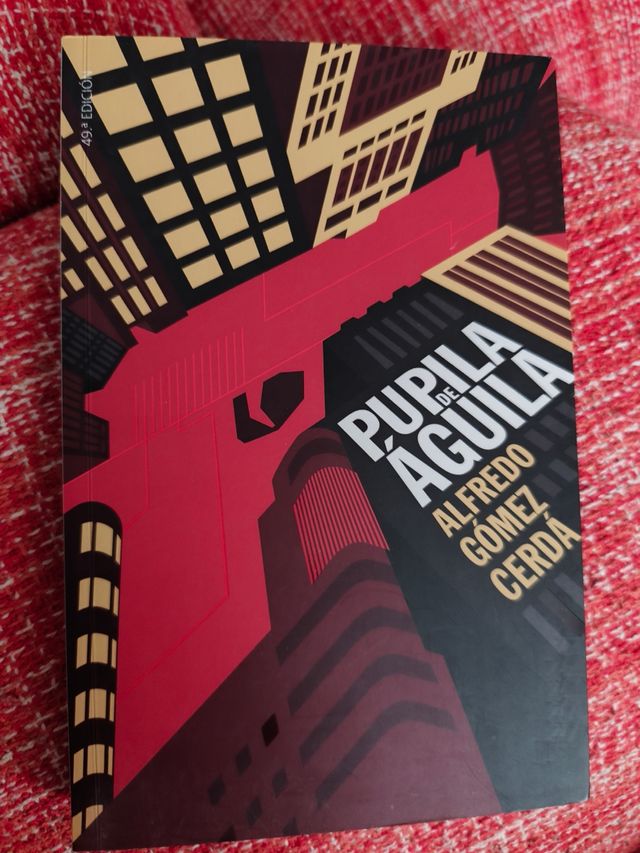 49.ª EDICIÓN
PUPILA
DE
ÁGUILA
ALFREDO
GÓMEZ
CERDÁ